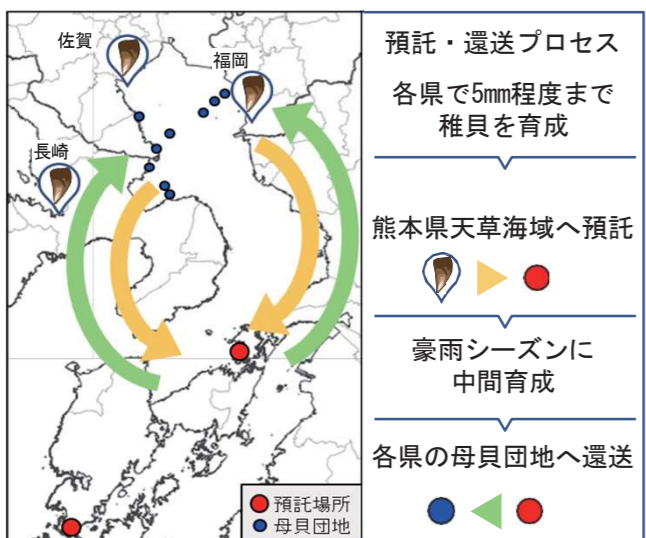 佐賀
福岡
長崎
預託場所
母貝団地
預託・還送プロセス
各県で5mm程度まで
稚貝を育成
熊本県天草海域へ預託
豪雨シーズンに
中間育成
各県の母貝団地へ還送